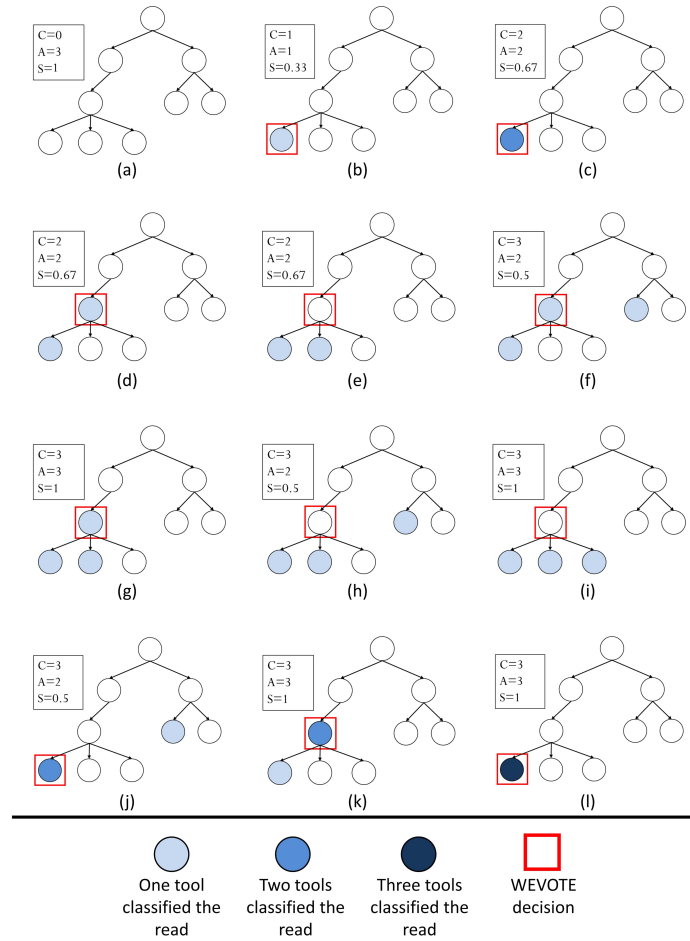 C=0
A=3
S=1
C=1
A=1
S=0.33
C=2
A=2
S=0.67
(a)
(b)
(c)
C=2
A=2
S=0.67
C=2
A=2
S=0.67
C=3
A=2
S=0.5
(d)
(e)
(f)
C=3
A=3
S=1
C=3
A=2
S=0.5
C=3
A=3
S=1
(g)
(h)
(i)
C=3
A=2
S=0.5
C=3
A=3
S=1
C=3
A=3
S=1
(j)
(k)
(l)
One tool
classified the
read
Two tools
classified the
read
Three tools
classified the
read
WEVOTE
decision